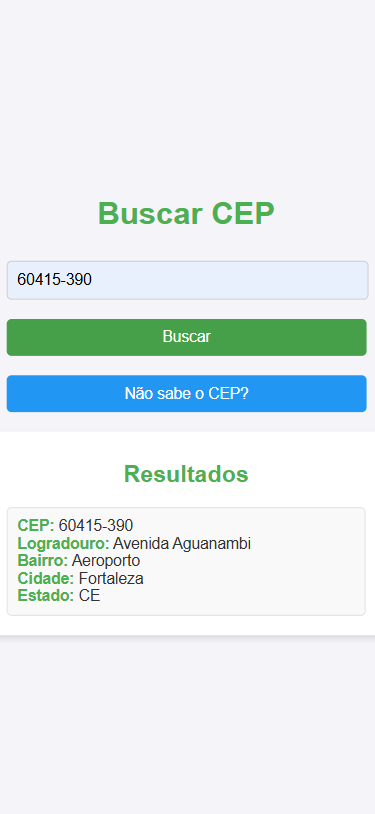 Buscar CEP
60415-390
Buscar
Não sabe o CEP?
Resultados
CEP: 60415-390
Logradouro: Avenida Aguanambi
Bairro: Aeroporto
Cidade: Fortaleza
Estado: CE